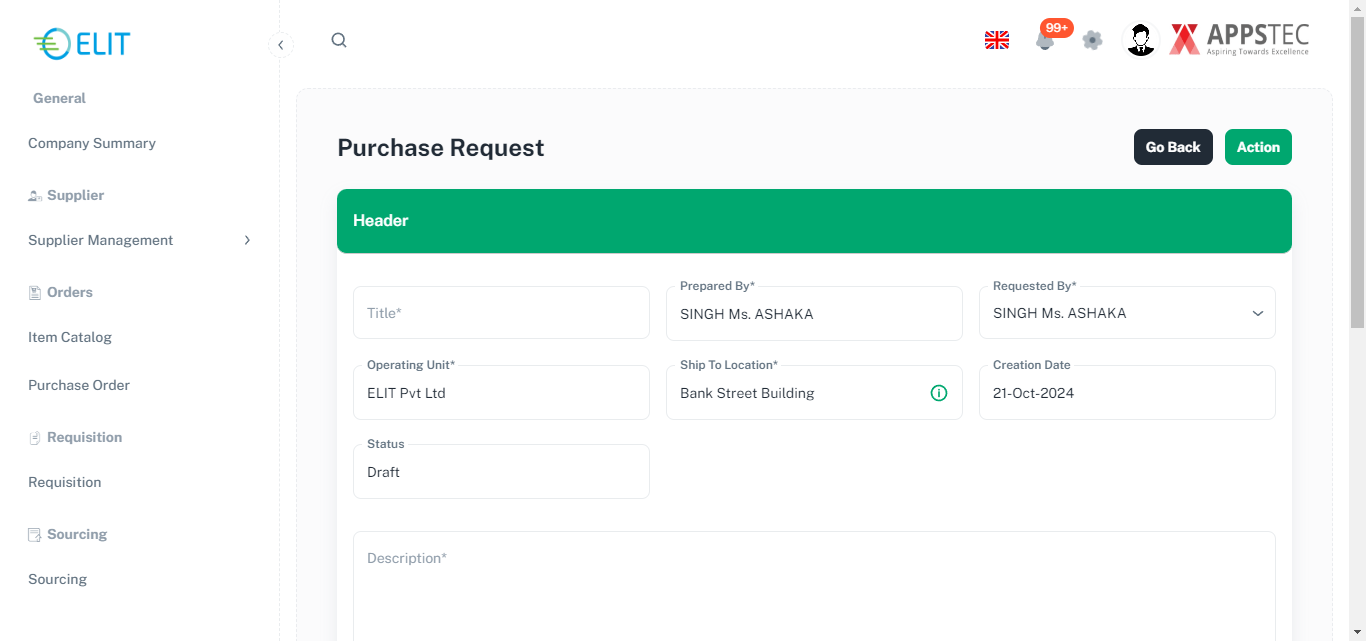 ELIT
99+
APPSTEC
Aspiring Towards Excellence
General
Company Summary
Supplier
Supplier Management
Orders
Item Catalog
Purchase Order
Requisition
Requisition
Sourcing
Sourcing
Purchase Request
Go Back
Action
Header
Title*
Prepared By*
SINGH Ms. ASHAKA
Requested By*
SINGH Ms. ASHAKA
Operating Unit*
ELIT Pvt Ltd
Ship To Location*
Bank Street Building
Creation Date
21-Oct-2024
Status
Draft
Description*